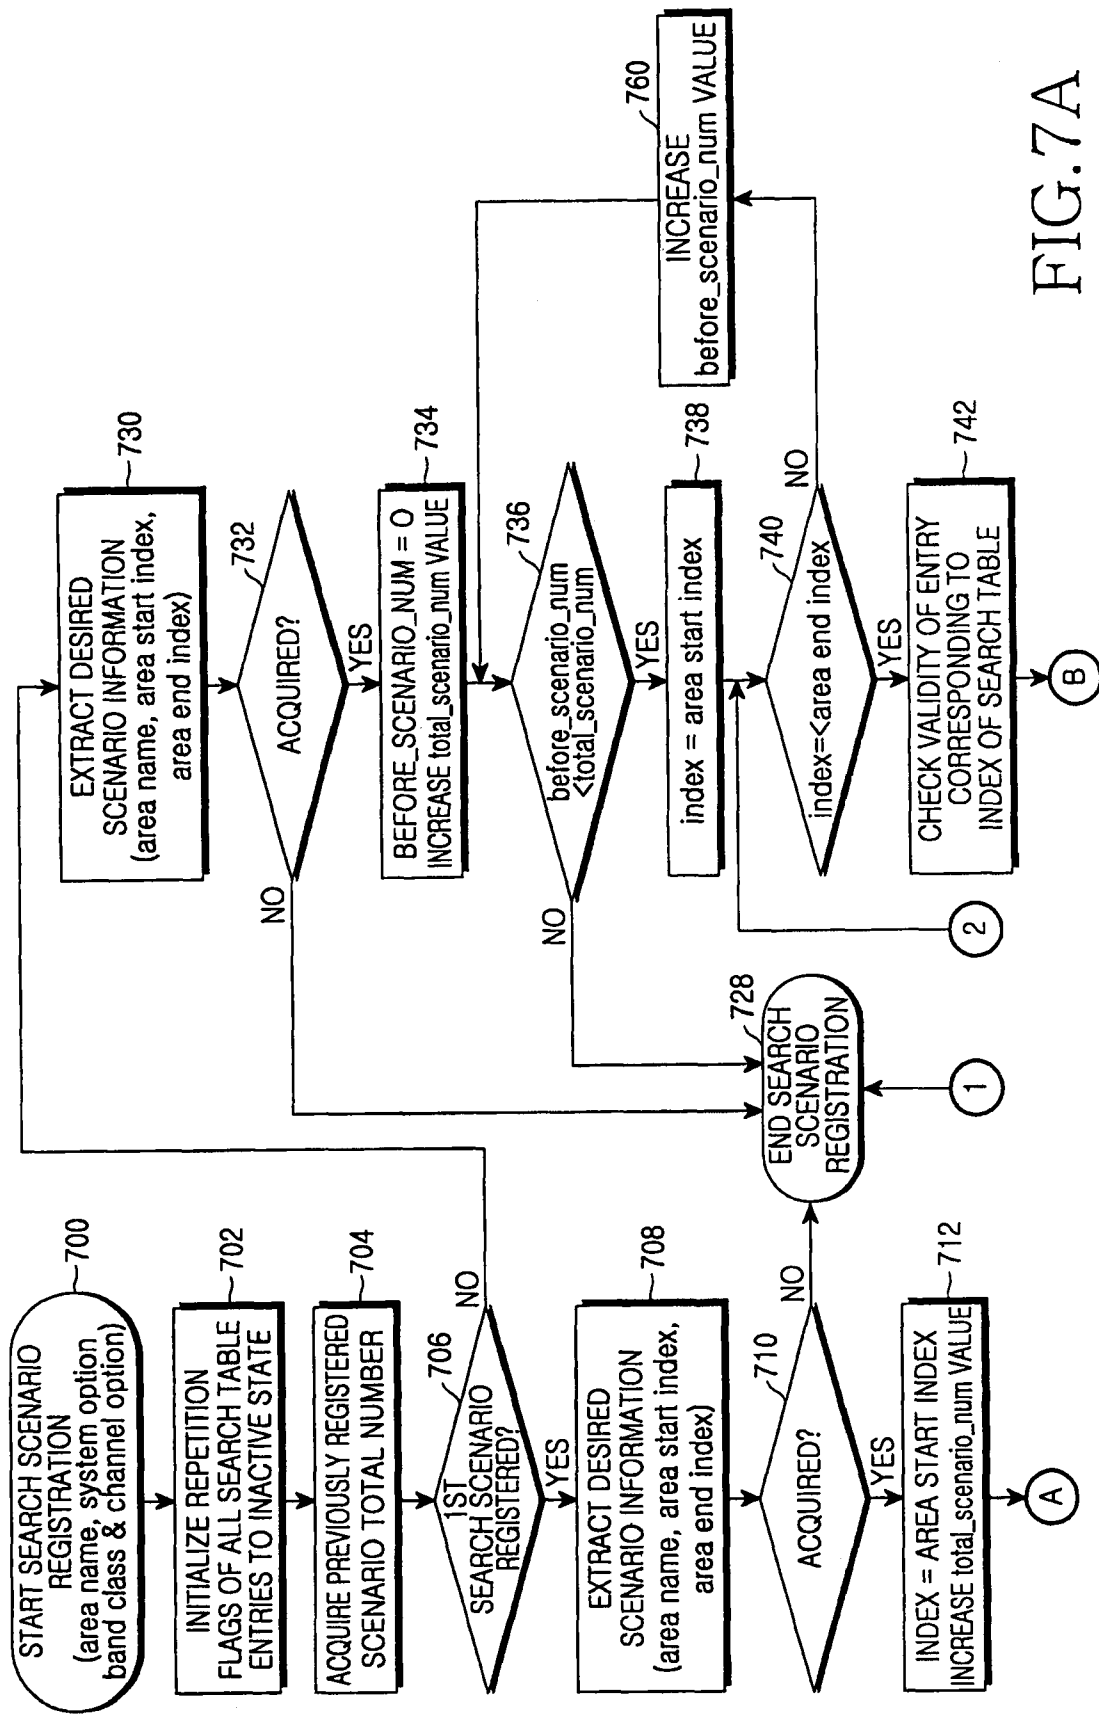 START SEARCH SCENARIO
REGISTRATION
(area name, system option
band class & channel option)
700
INITIALIZE REPETITION
FLAGS OF ALL SEARCH TABLE
ENTRIES TO INACTIVE STATE
702
ACQUIRE PREVIOUSLY REGISTERED
SCENARIO TOTAL NUMBER
704
1ST
SEARCH SCENARIO
REGISTERED?
706
NO
YES
EXTRACT DESIRED
SCENARIO INFORMATION
(area name, area start index,
area end index)
708
ACQUIRED?
710
NO
YES
INDEX = AREA START INDEX
INCREASE total_scenario_num VALUE
712
A
END SEARCH
SCENARIO
REGISTRATION
728
1
EXTRACT DESIRED
SCENARIO INFORMATION
(area name, area start index,
area end index)
730
ACQUIRED?
732
NO
YES
BEFORE_SCENARIO_NUM = 0
INCREASE total_scenario_num VALUE
734
before_scenario_num
<total_scenario_num
736
NO
YES
index = area start index
738
index=<area end index
740
NO
YES
CHECK VALIDITY OF ENTRY
CORRESPONDING TO
INDEX OF SEARCH TABLE
742
B
2
INCREASE
before_scenario_num VALUE
760
FIG.7A